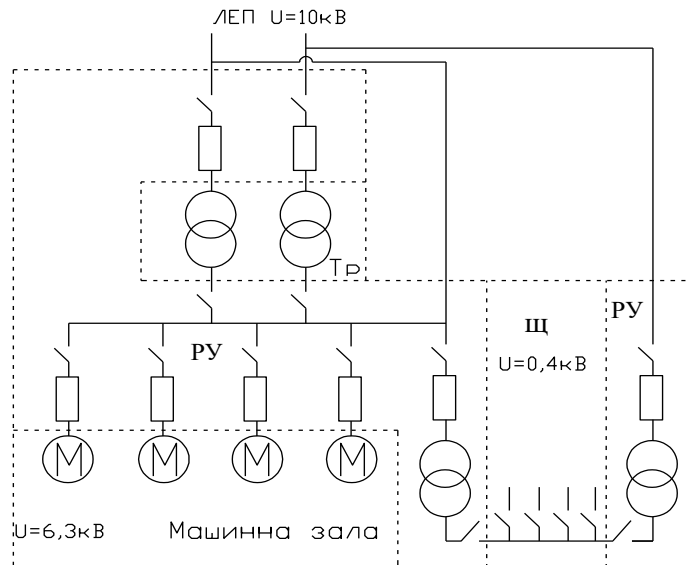 ЛЕП U=10кВ
Тр
РУ
Щ
U=0,4кВ
РУ
М М М М
U=6,3кВ
Машинна зала